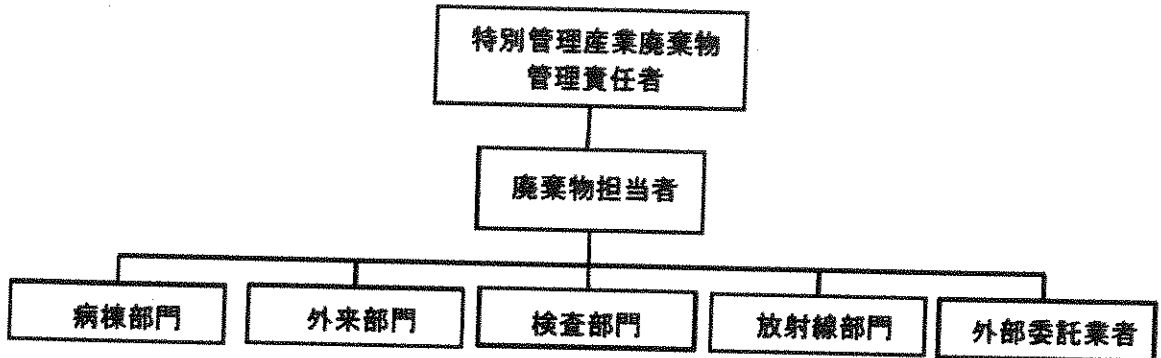 特別管理産業廃棄物
管理責任者
廃棄物担当者
病棟部門
外来部門
検査部門
放射線部門
外部委託業者